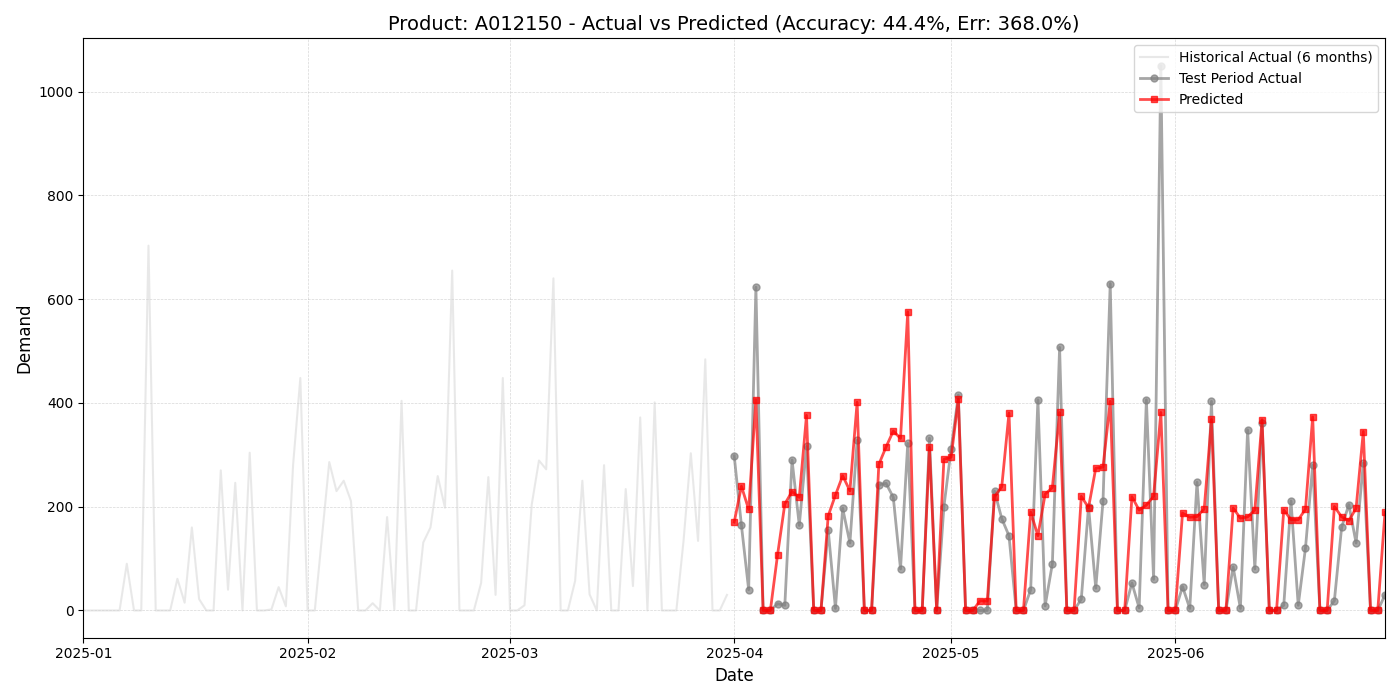 Product: A012150 - Actual vs Predicted (Accuracy: 44.4%, Err: 368.0%)
Historical Actual (6 months)
Test Period Actual
Predicted
Demand
1000
800
600
400
200
0
2025-01
2025-02
2025-03
2025-04
2025-05
2025-06
Date